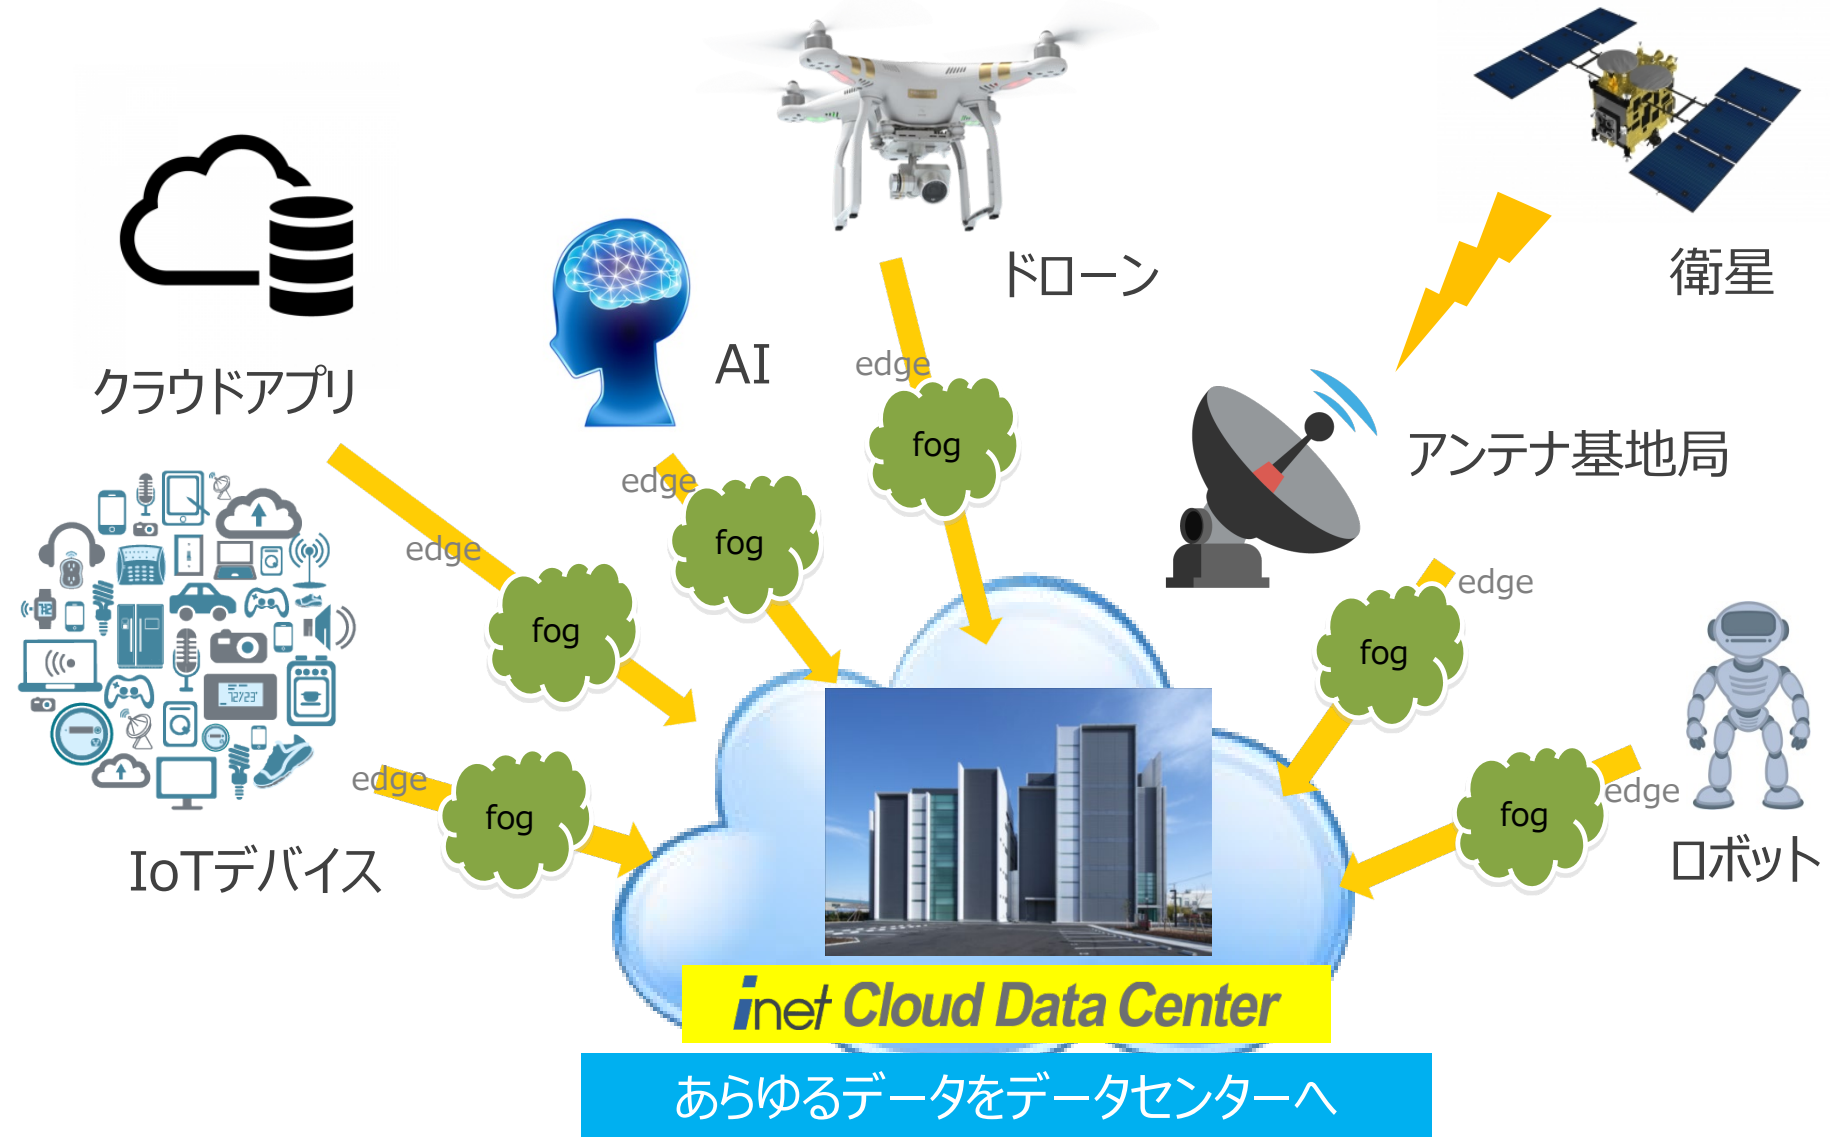 ドローン
衛星
AI
クラウドアプリ
edge
fog
アンテナ基地局
edge
fog
edge
fog
edge
fog
edge
fog
edge
fog
IoTデバイス
ロボット
72/23°
inet Cloud Data Center
あらゆるデータをデータセンターへ